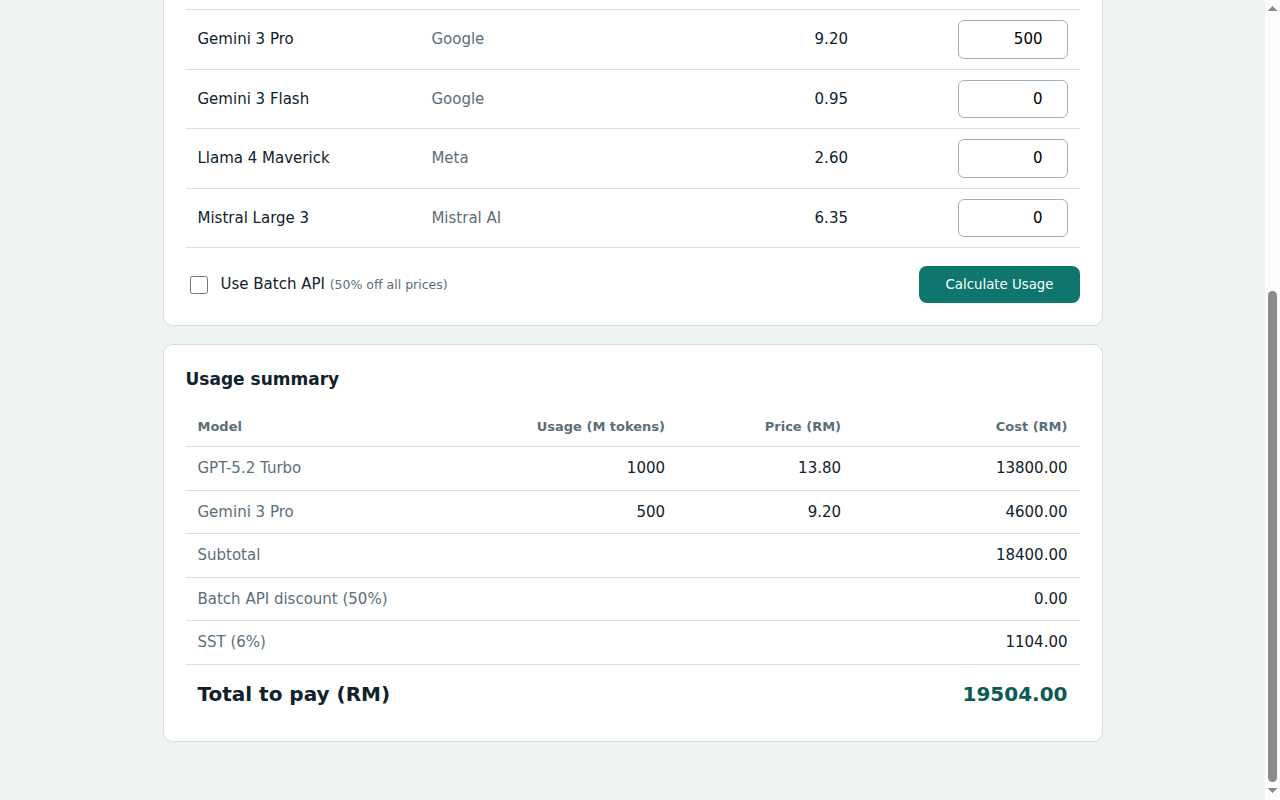 Gemini 3 Pro Google 9.20 500
Gemini 3 Flash Google 0.95 0
Llama 4 Maverick Meta 2.60 0
Mistral Large 3 Mistral AI 6.35 0
Use Batch API (50% off all prices) Calculate Usage
Usage summary
Model Usage (M tokens) Price (RM) Cost (RM)
GPT-5.2 Turbo 1000 13.80 13800.00
Gemini 3 Pro 500 9.20 4600.00
Subtotal 18400.00
Batch API discount (50%) 0.00
SST (6%) 1104.00
Total to pay (RM) 19504.00